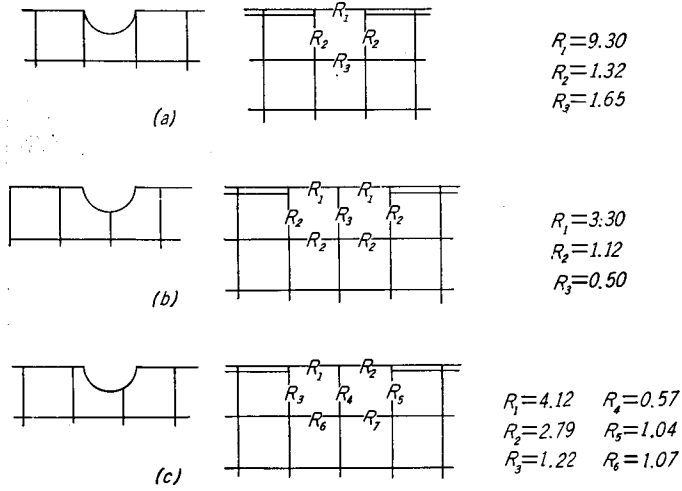 R₁
R₂ R₂
R₃
R₁=9.30
R₂=1.32
R₃=1.65
(a)
R₁ R₁
R₂ R₃ R₂
R₂ R₂
R₁=3.30
R₂=1.12
R₃=0.50
(b)
R₁ R₂
R₃ R₄ R₅
R₆ R₇
R₁=4.12 R₄=0.57
R₂=2.79 R₅=1.04
R₃=1.22 R₆=1.07
(c)